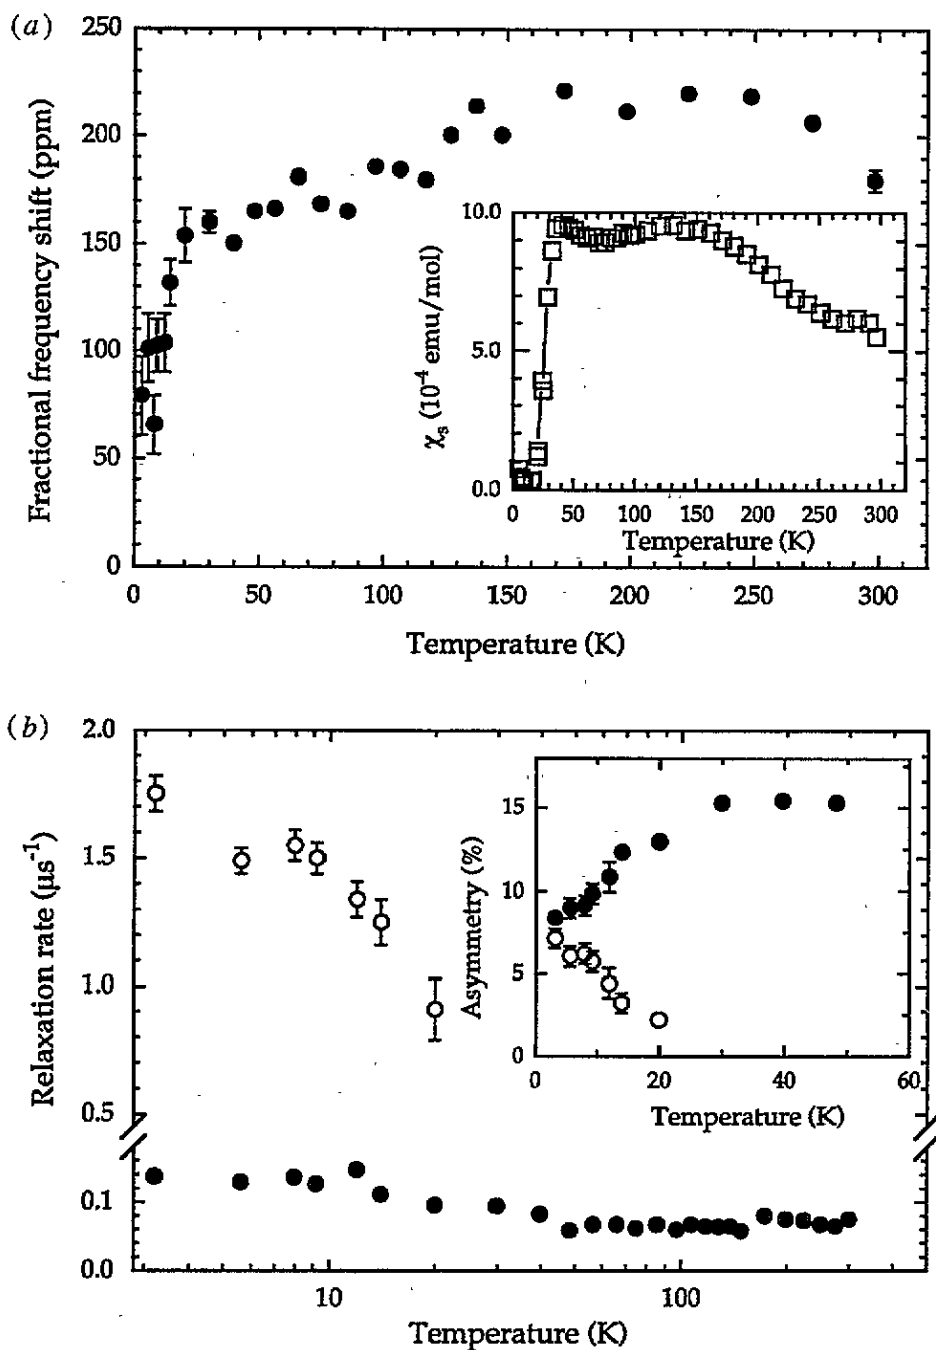 (a)
250
200
150
100
50
0
Fractional frequency shift (ppm)
0 50 100 150 200 250 300
Temperature (K)
10.0
5.0
0.0
χs (10⁻⁴ emu/mol)
0 50 100 150 200 250 300
Temperature (K)
(b)
2.0
1.5
1.0
0.5
0.1
0.0
Relaxation rate (μs⁻¹)
10 100
Temperature (K)
15
10
5
0
Asymmetry (%)
0 20 40 60
Temperature (K)